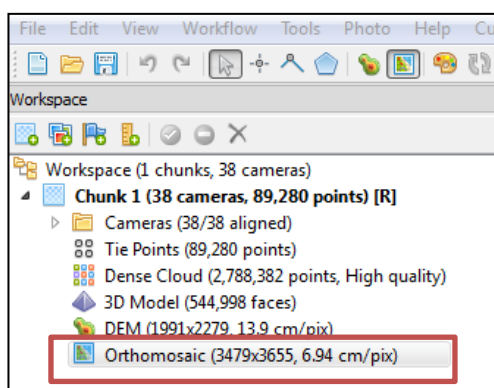 File Edit View Workflow Tools Photo Help Cu
Workspace
Workspace (1 chunks, 38 cameras)
Chunk 1 (38 cameras, 89,280 points) [R]
Cameras (38/38 aligned)
Tie Points (89,280 points)
Dense Cloud (2,788,382 points, High quality)
3D Model (544,998 faces)
DEM (1991x2279, 13.9 cm/pix)
Orthomosaic (3479x3655, 6.94 cm/pix)